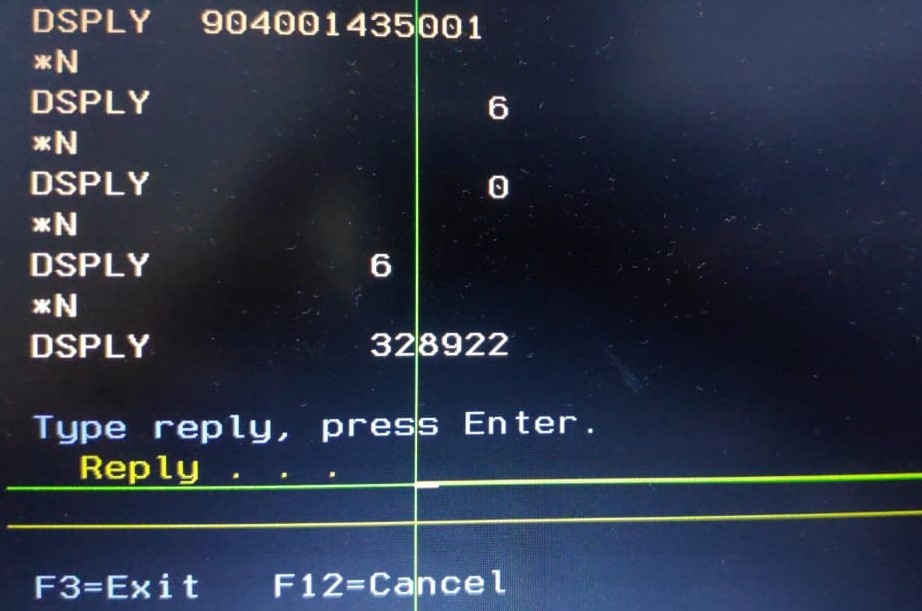 DSPLY 904001435001
*N
DSPLY 6
*N
DSPLY 0
*N
DSPLY 6
*N
DSPLY 328922
Type reply, press Enter.
Reply . . .
F3=Exit F12=Cancel